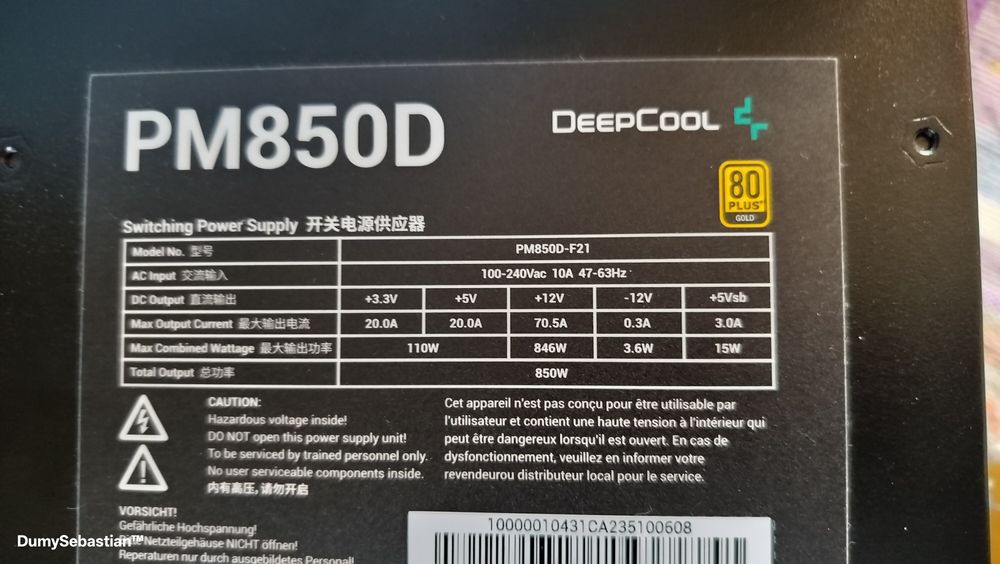 PM850D
DEEPCOOL
80
PLUS
GOLD
Switching Power Supply 开关电源供应器
Model No. 型号 PM850D-F21
AC Input 交流输入 100-240Vac 10A 47-63Hz
DC Output 直流输出 +3.3V +5V +12V -12V +5Vsb
Max Output Current 最大输出电流 20.0A 20.0A 70.5A 0.3A 3.0A
Max Combined Wattage 最大输出功率 110W 846W 3.6W 15W
Total Output 总功率 850W
CAUTION:
Hazardous voltage inside!
DO NOT open this power supply unit!
To be serviced by trained personnel only.
No user serviceable components inside.
内有高压，请勿开启
Cet appareil n'est pas conçu pour être utilisable par
l'utilisateur et contient une haute tension à l'intérieur qui
peut être dangereux lorsqu'il est ouvert. En cas de
dysfonctionnement, veuillez en informer votre
revendeurou distributeur local pour le service.
VORSICHT!
Gefährliche Hochspannung!
Netzteilgehäuse NICHT öffnen!
Reperaturen nur durch ausgebildetes Personal!
10000010431CA235100608
DumySebastian™